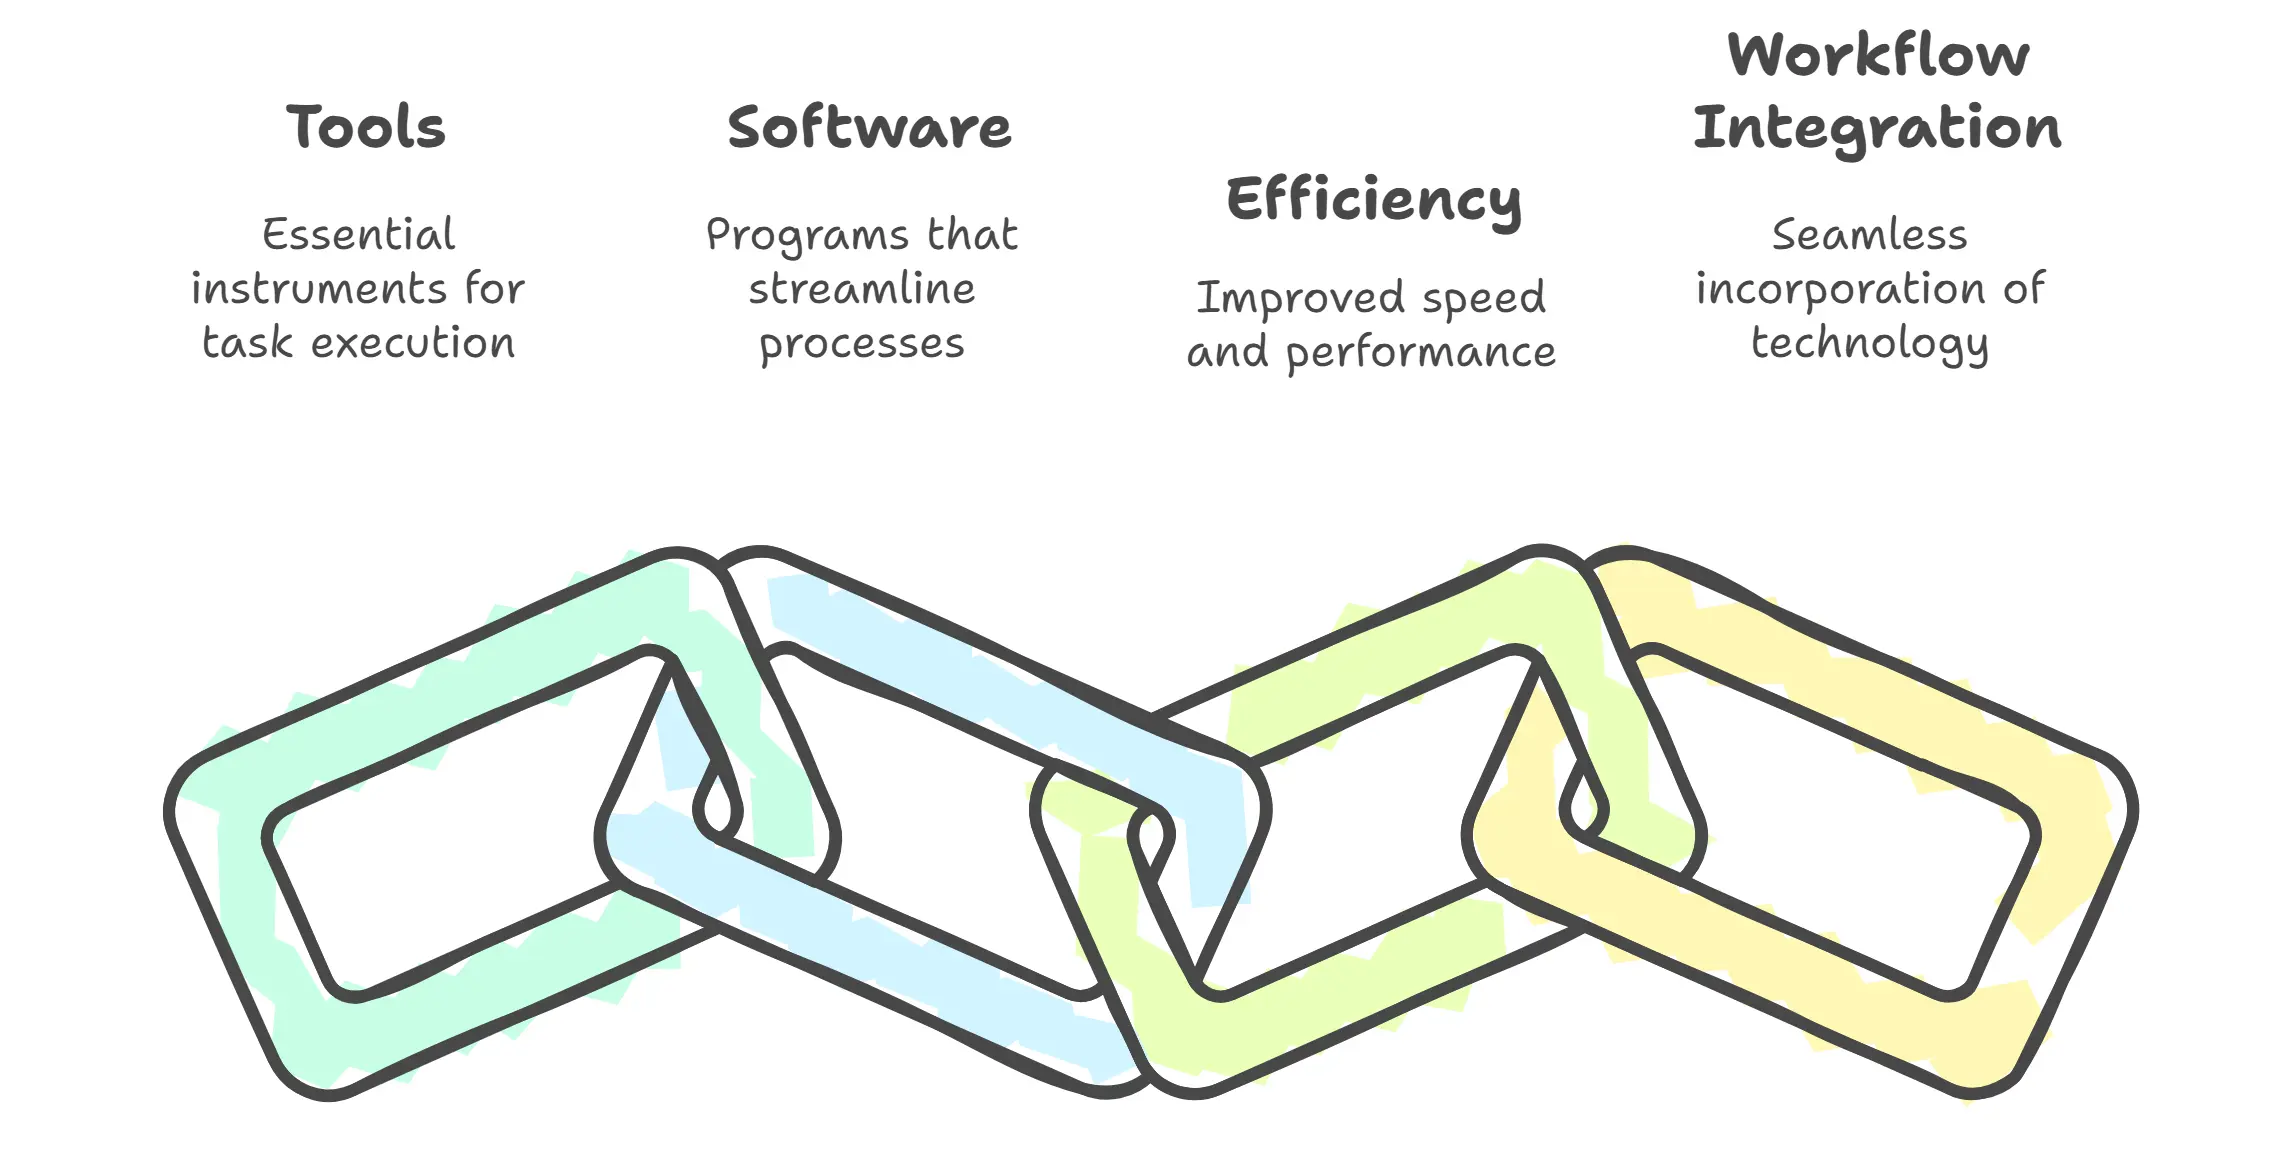 Tools
Essential
instruments for
task execution
Software
Programs that
streamline
processes
Efficiency
Improved speed
and performance
Workflow
Integration
Seamless
incorporation of
technology